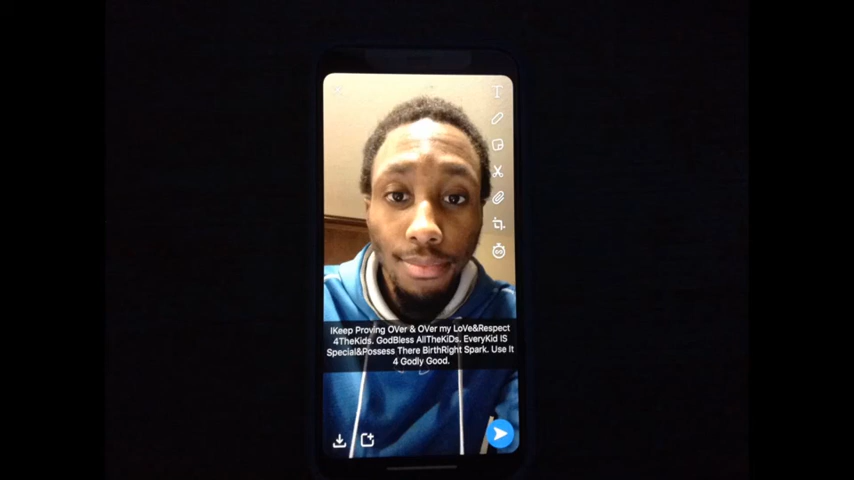 IKeep Proving OVer & OVer my LoVe&Respect
4TheKids. GodBless AllTheKiDs. EveryKid IS
Special&Possess There BirthRight Spark. Use It
4 Godly Good.